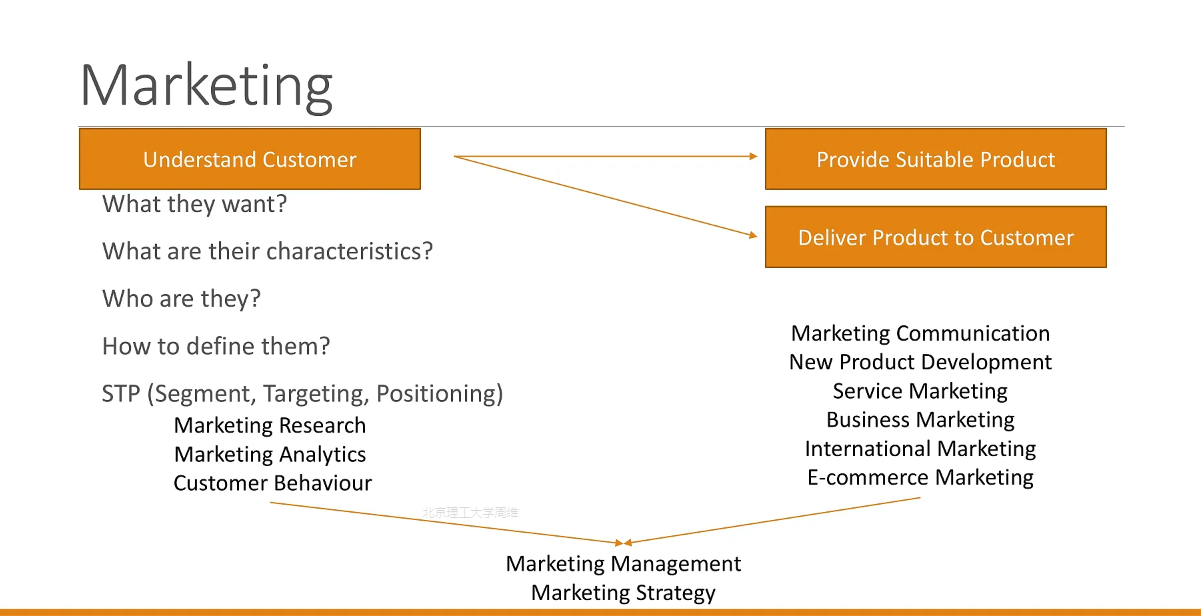 Marketing
Understand Customer
What they want?
What are their characteristics?
Who are they?
How to define them?
STP (Segment, Targeting, Positioning)
Marketing Research
Marketing Analytics
Customer Behaviour
Provide Suitable Product
Deliver Product to Customer
Marketing Communication
New Product Development
Service Marketing
Business Marketing
International Marketing
E-commerce Marketing
北京理工大学周维
Marketing Management
Marketing Strategy